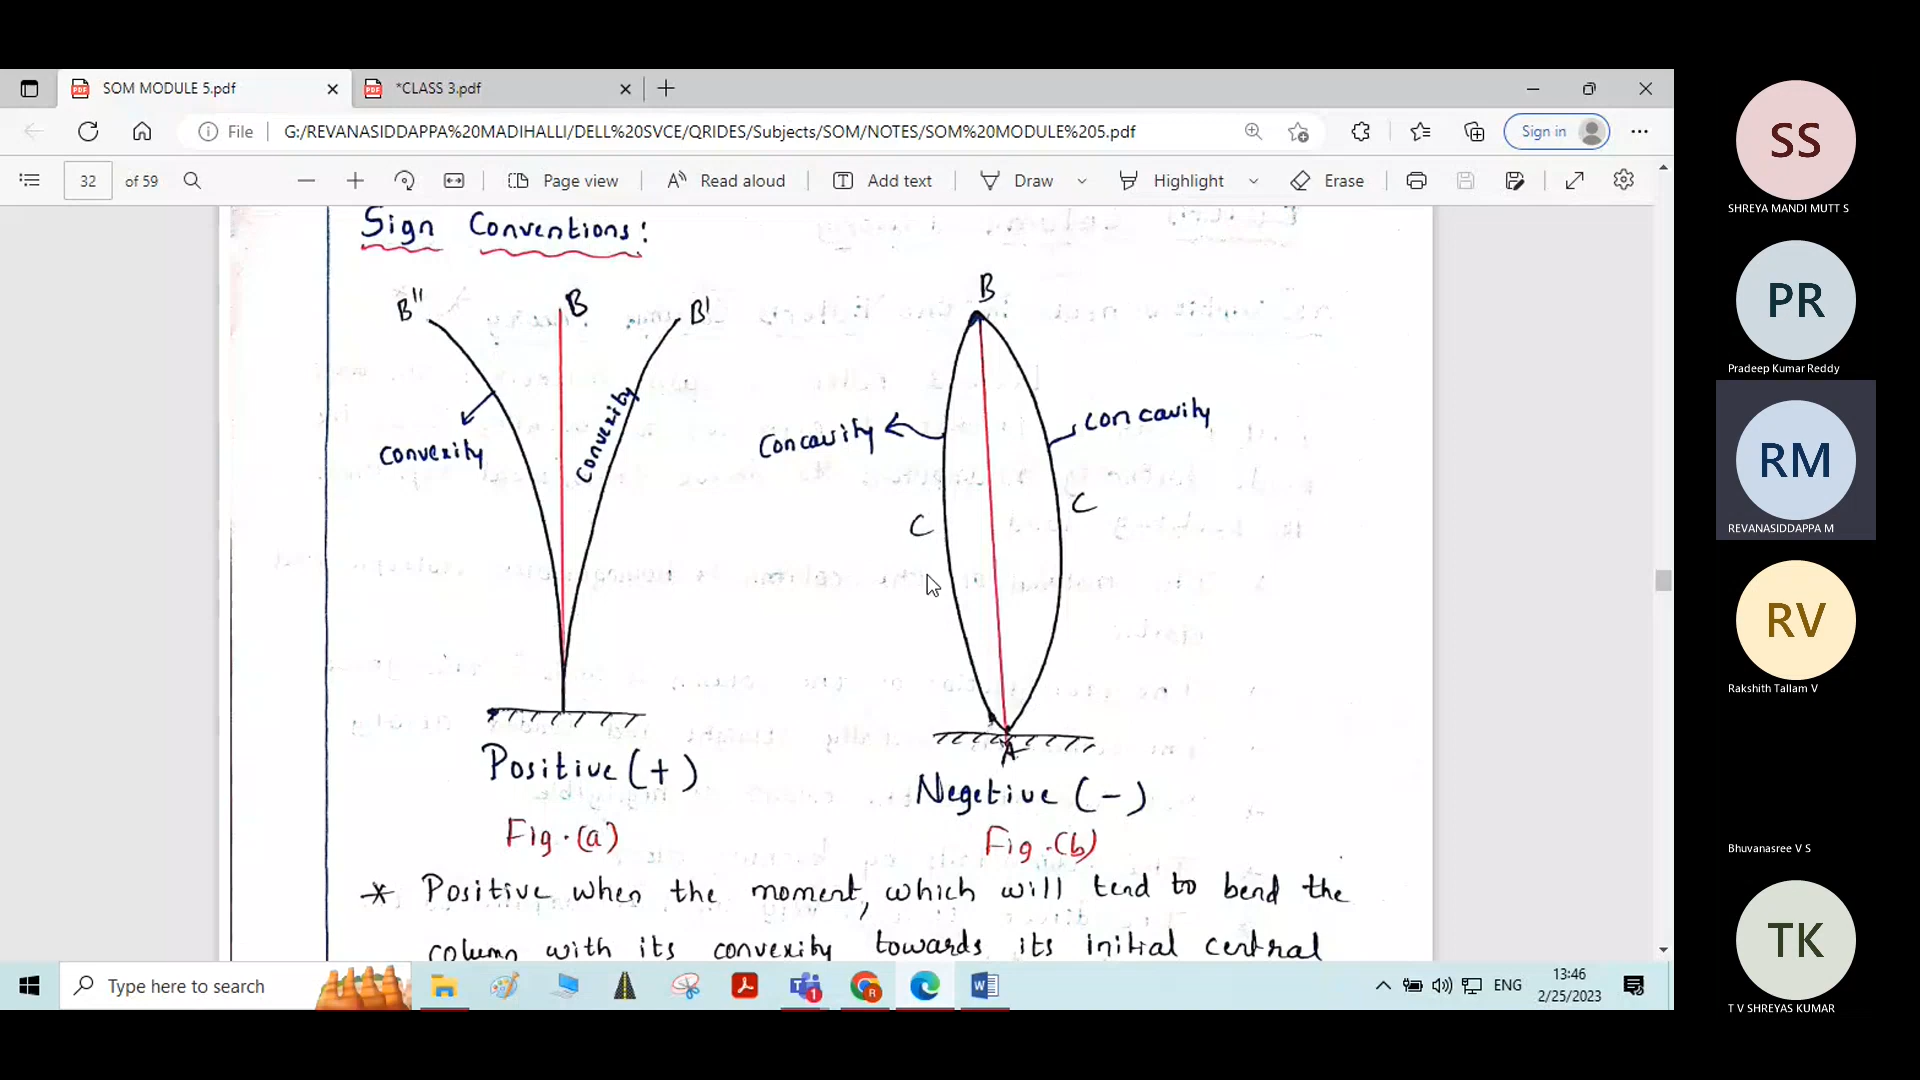 SOM MODULE 5.pdf
*CLASS 3.pdf
File
G:/REVANASIDDAPPA%20MADIHALLI/DELL%20SVCE/QRIDES/Subjects/SOM/NOTES/SOM%20MODULE%205.pdf
Sign in
32 of 59
Page view
Read aloud
Add text
Draw
Highlight
Erase
Sign Conventions:
B" B B'
convexity
convexity
Positive (+)
Fig.(a)
B
Concavity
concavity
C
C
A
Negetive (-)
Fig.(b)
* Positive when the moment, which will tend to bend the
column with its convexity towards its initial central
Type here to search
1
R
ENG
13:46
2/25/2023
SS
SHREYA MANDI MUTT S
PR
Pradeep Kumar Reddy
RM
REVANASIDDAPPA M
RV
Rakshith Tallam V
Bhuvanasree V S
TK
T V SHREYAS KUMAR